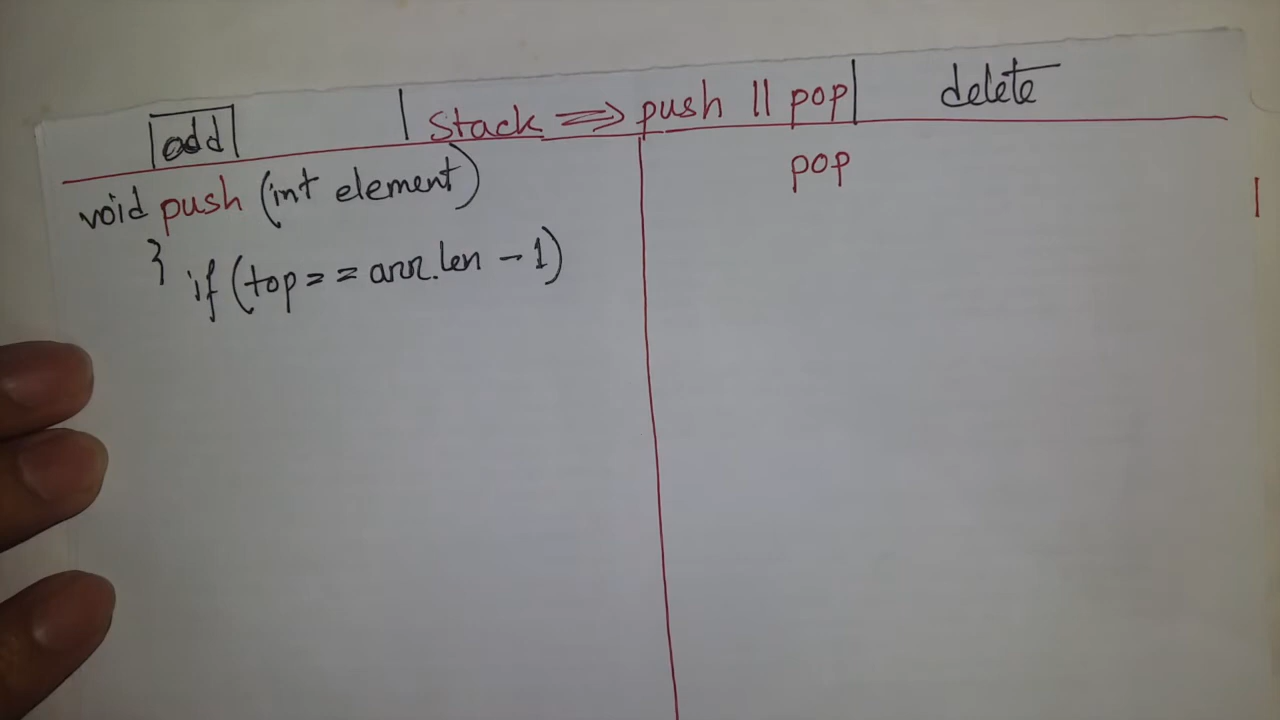 add | Stack ⇒ push || pop | delete
void push (int element)
} if (top == arr.len - 1)
pop